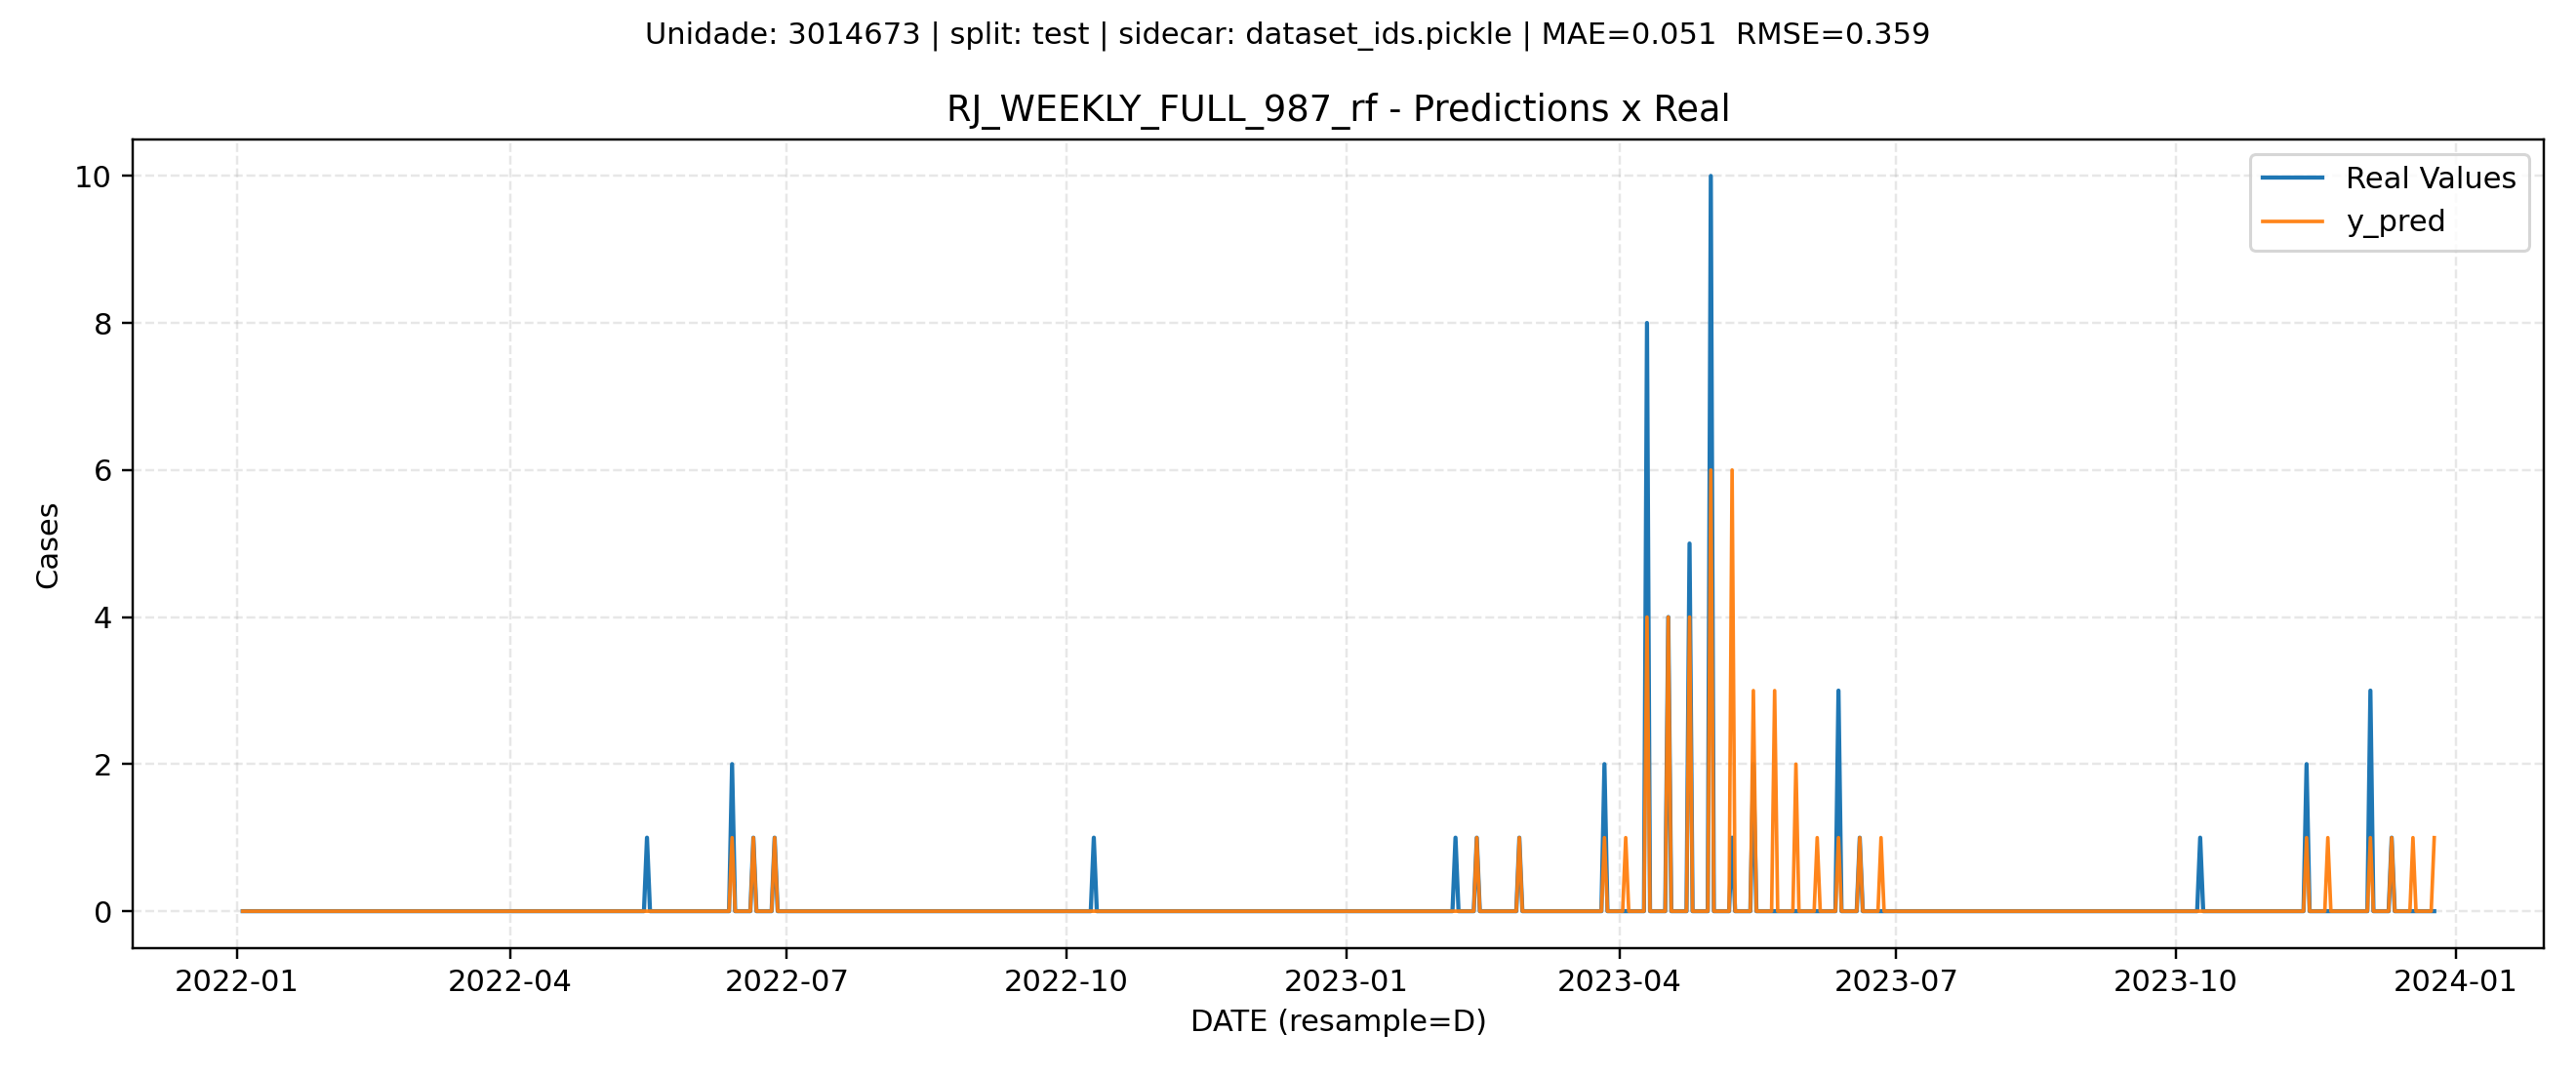 Unidade: 3014673 | split: test | sidecar: dataset_ids.pickle | MAE=0.051  RMSE=0.359
RJ_WEEKLY_FULL_987_rf - Predictions x Real
Real Values
y_pred
10
8
6
4
2
0
Cases
2022-01
2022-04
2022-07
2022-10
2023-01
2023-04
2023-07
2023-10
2024-01
DATE (resample=D)